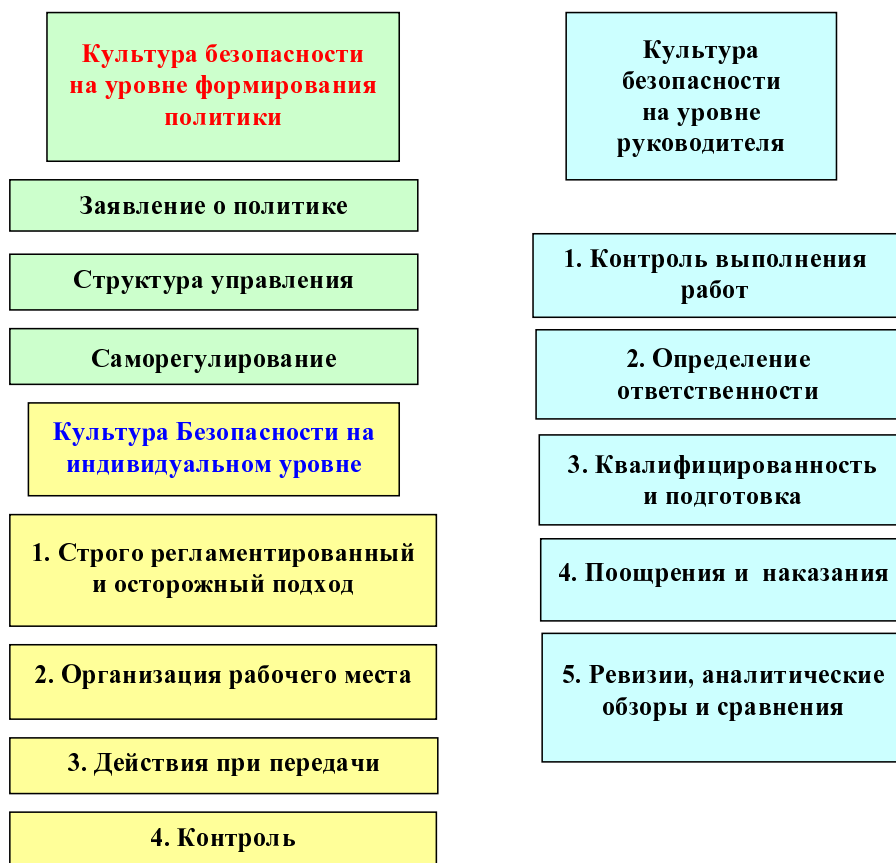 Культура безопасности
на уровне формирования
политики
Заявление о политике
Структура управления
Саморегулирование
Культура Безопасности на
индивидуальном уровне
1. Строго регламентированный
и осторожный подход
2. Организация рабочего места
3. Действия при передачи
4. Контроль
Культура
безопасности
на уровне
руководителя
1. Контроль выполнения
работ
2. Определение
ответственности
3. Квалифицированность
и подготовка
4. Поощрения и наказания
5. Ревизии, аналитические
обзоры и сравнения